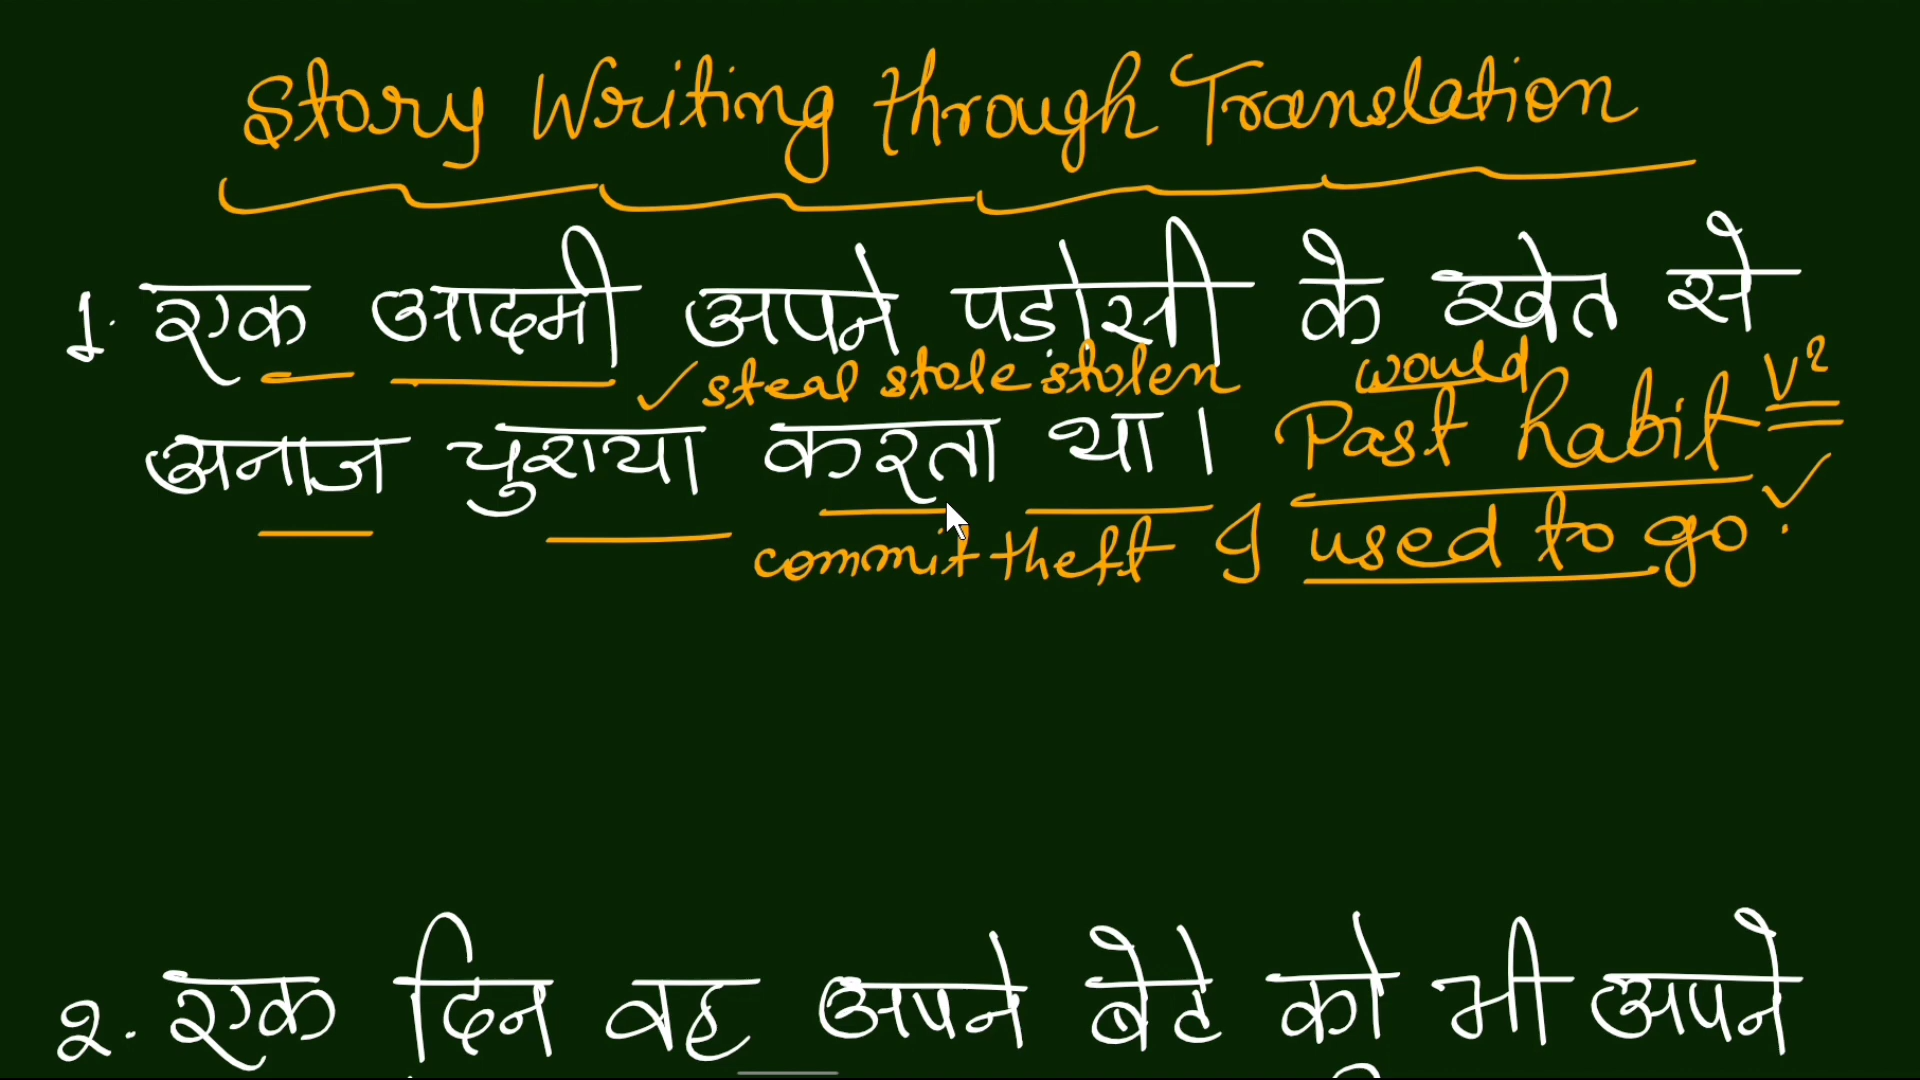 Story Writing through Translation
1. एक आदमी अपने पड़ोसी के खेत से
✓ steal stole stolen would V²
अनाज चुराया करता था। Past habit
commit theft I used to go. ✓
2. एक दिन वह अपने बेटे को भी अपने